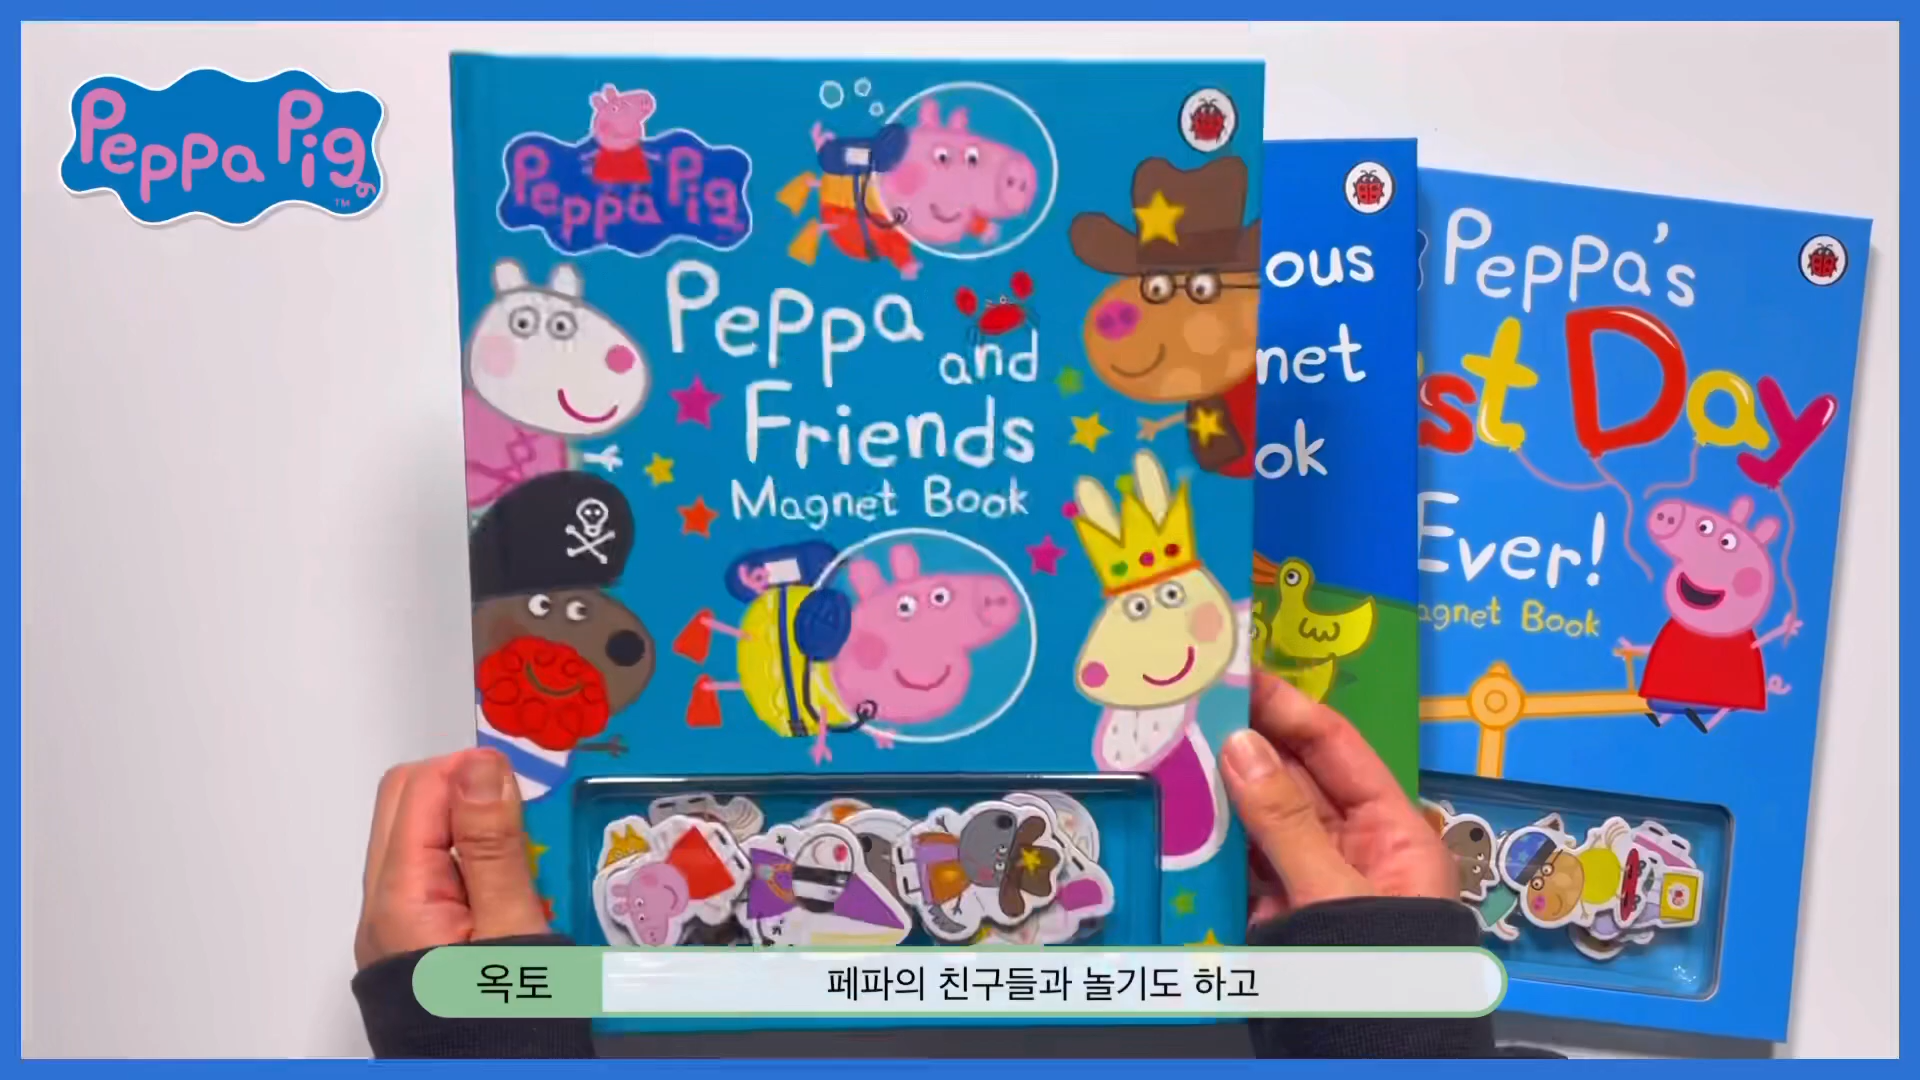 Peppa Pig
TM
Peppa Pig
Peppa
and
Friends
Magnet Book
ous
net
ok
Peppa's
st Day
Ever!
agnet Book
옥토
페파의 친구들과 놀기도 하고